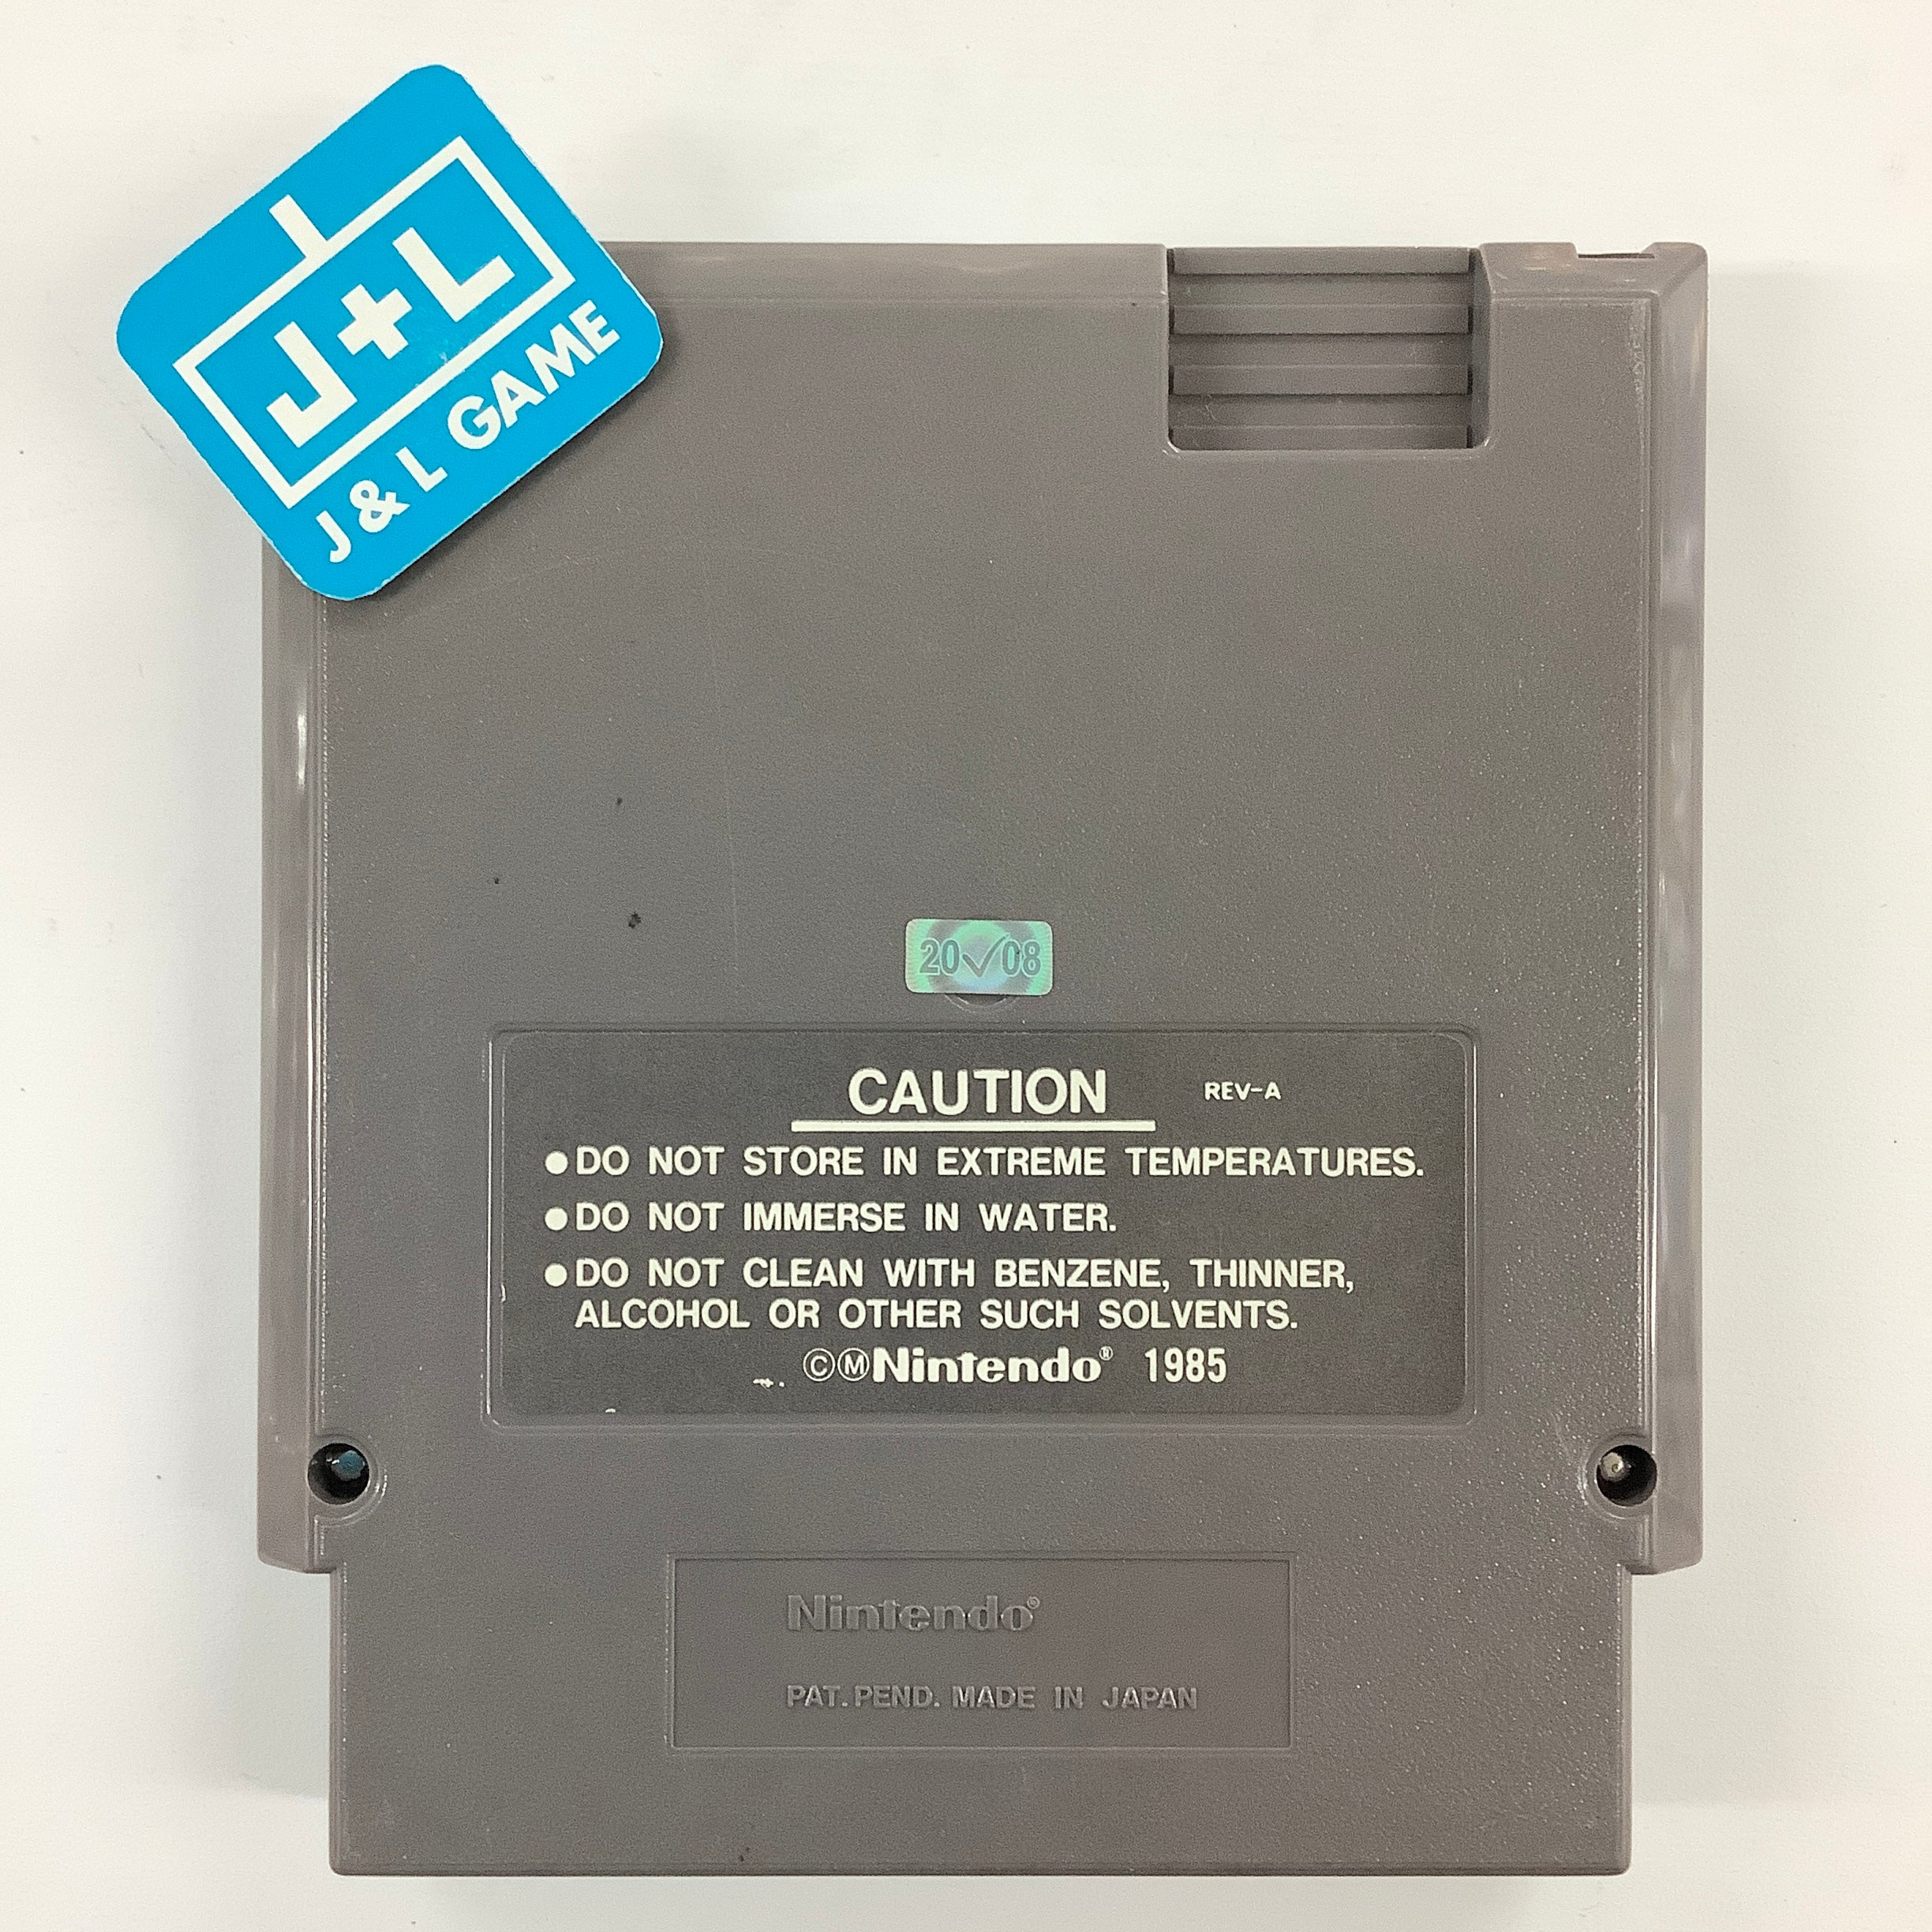 J+L
J & L GAME
20✓08
CAUTION REV-A
●DO NOT STORE IN EXTREME TEMPERATURES.
●DO NOT IMMERSE IN WATER.
●DO NOT CLEAN WITH BENZENE, THINNER,
ALCOHOL OR OTHER SUCH SOLVENTS.
ⒸⓂNintendo® 1985
Nintendo®
PAT. PEND. MADE IN JAPAN